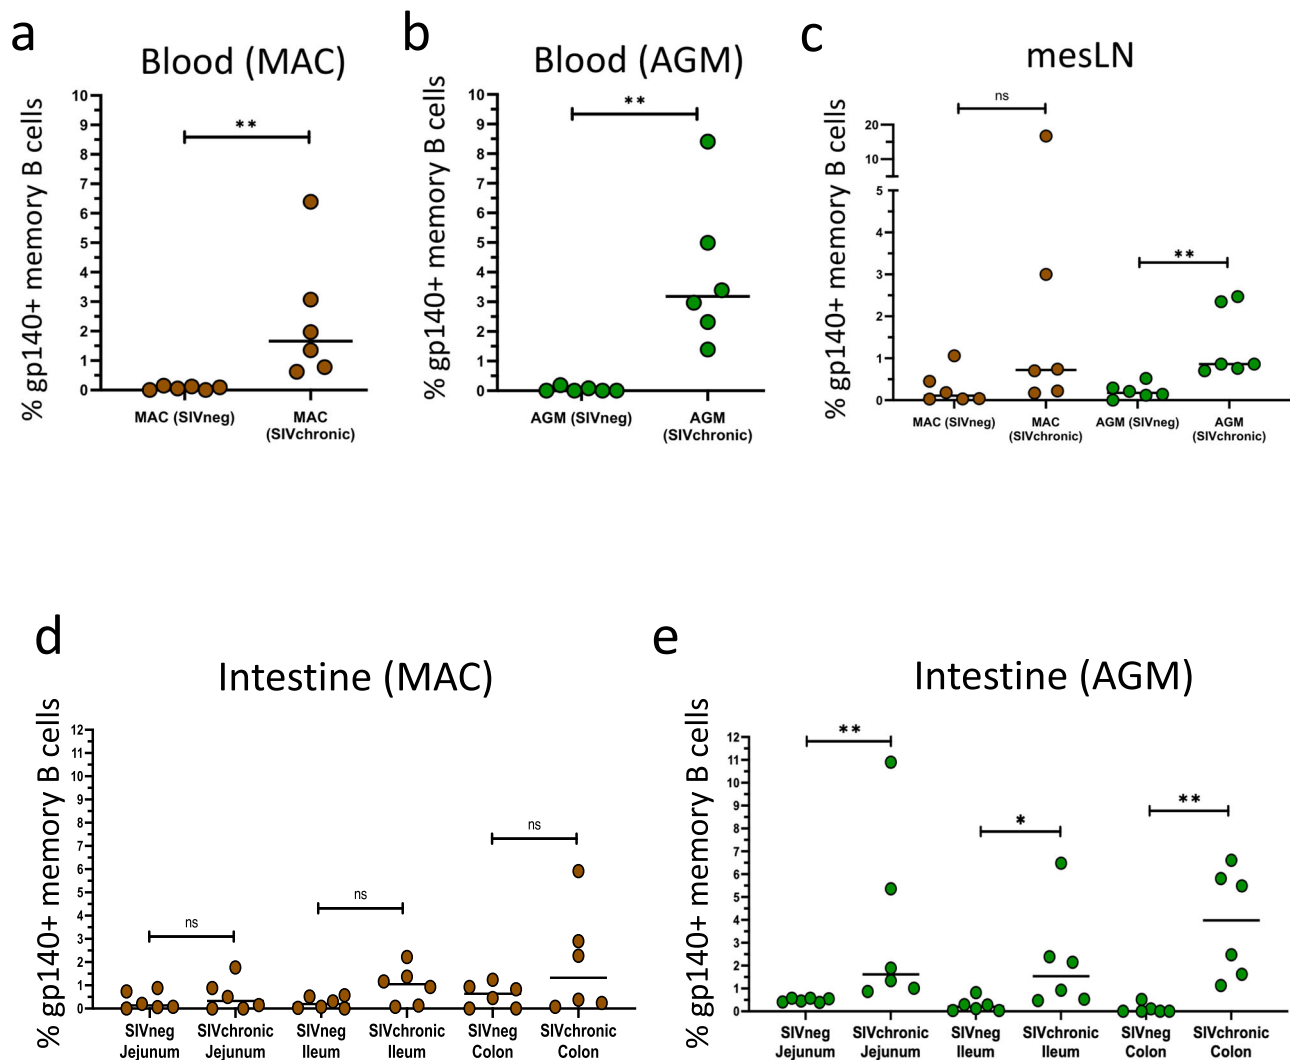 a
Blood (MAC)
% gp140+ memory B cells
10
9
8
7
6
5
4
3
2
1
0
**
MAC (SIVneg)
MAC
(SIVchronic)
b
Blood (AGM)
% gp140+ memory B cells
10
9
8
7
6
5
4
3
2
1
0
**
AGM (SIVneg)
AGM
(SIVchronic)
c
mesLN
% gp140+ memory B cells
20
10
5
4
3
2
1
0
ns
**
MAC (SIVneg)
MAC
(SIVchronic)
AGM (SIVneg)
AGM
(SIVchronic)
d
Intestine (MAC)
% gp140+ memory B cells
12
11
10
9
8
7
6
5
4
3
2
1
0
ns
ns
ns
SIVneg
Jejunum
SIVchronic
Jejunum
SIVneg
Ileum
SIVchronic
Ileum
SIVneg
Colon
SIVchronic
Colon
e
Intestine (AGM)
% gp140+ memory B cells
12
11
10
9
8
7
6
5
4
3
2
1
0
**
*
**
SIVneg
Jejunum
SIVchronic
Jejunum
SIVneg
Ileum
SIVchronic
Ileum
SIVneg
Colon
SIVchronic
Colon